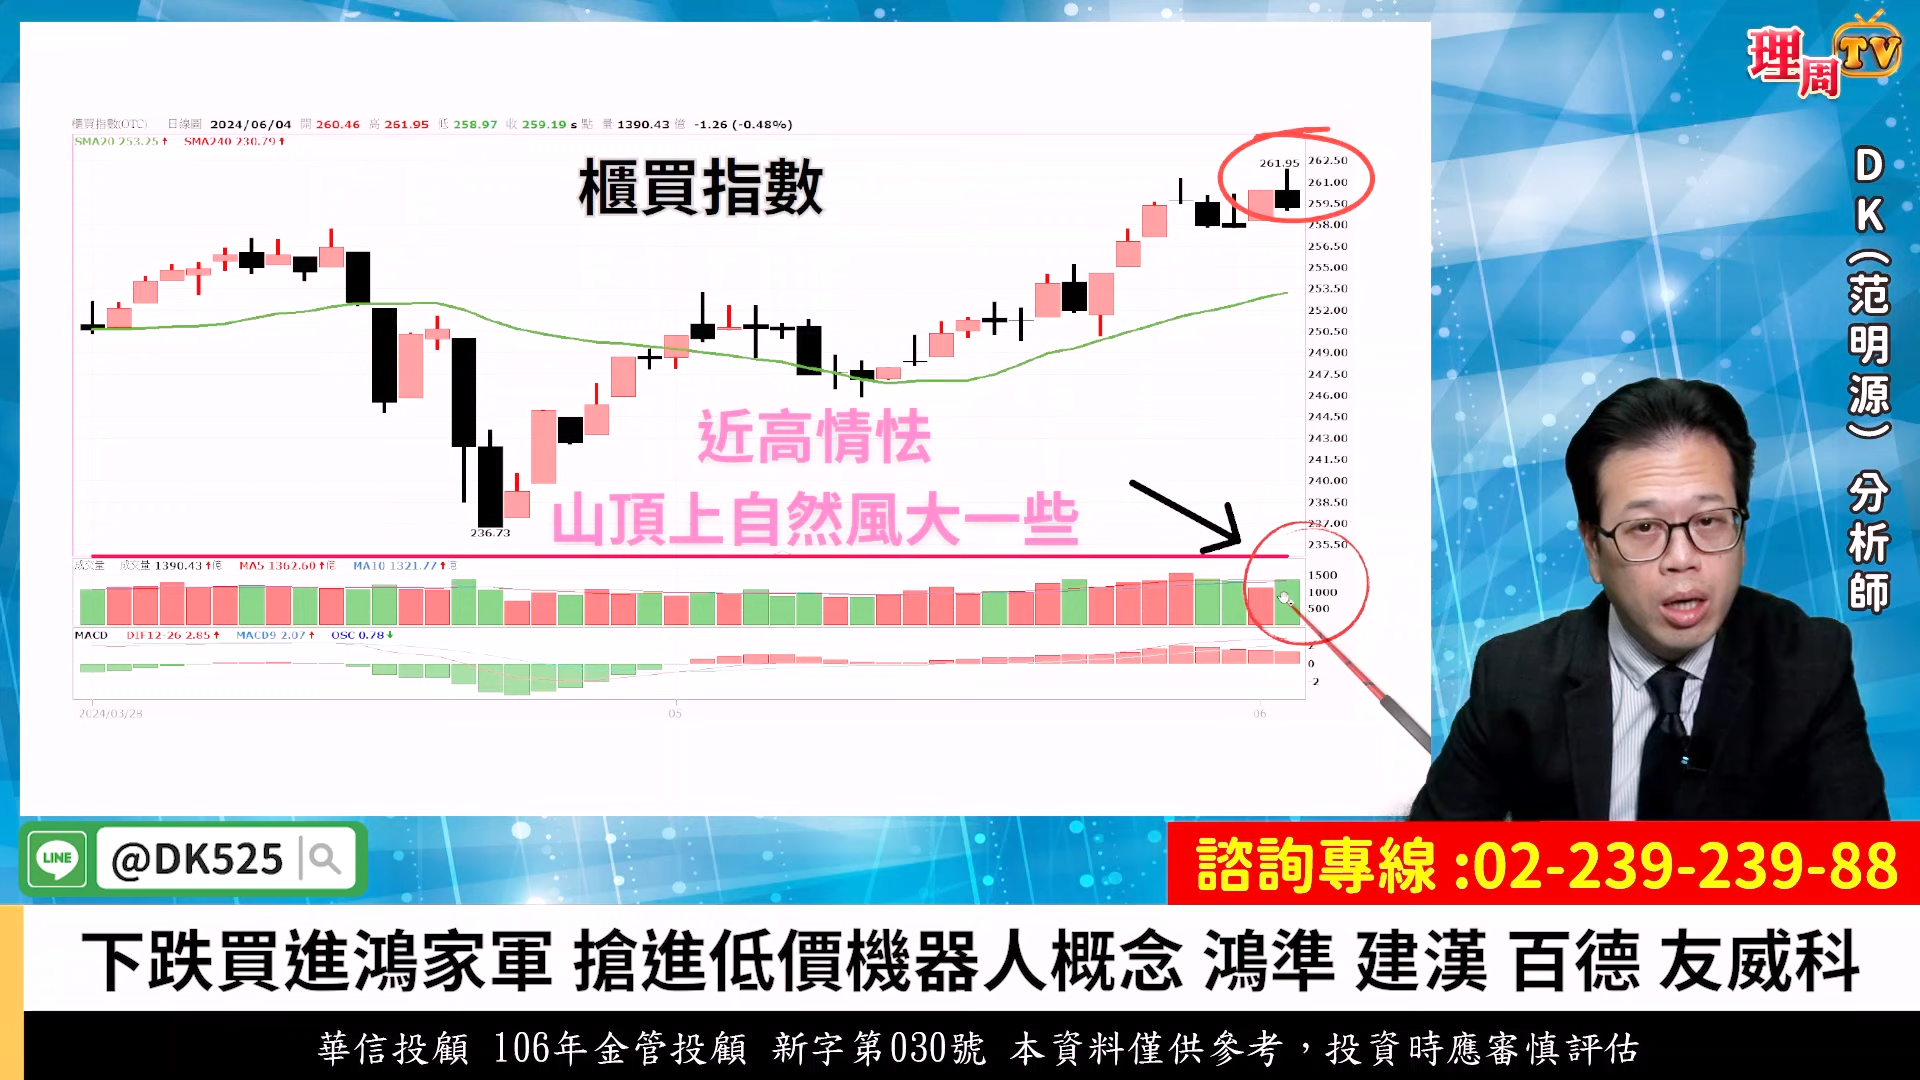 理周TV
櫃買指數(OTC) 日線圖 2024/06/04 開 260.46 高 261.95 低 258.97 收 259.19 s 點 量 1390.43 億 -1.26 (-0.48%)
SMA20 253.25↑ SMA240 230.79↑
櫃買指數
261.95
262.50
261.00
259.50
258.00
256.50
255.00
253.50
252.00
250.50
249.00
247.50
246.00
244.50
243.00
241.50
240.00
238.50
237.00
235.50
近高情怯
山頂上自然風大一些
236.73
成交量 成交量 1390.43↑億 MA5 1362.60↑億 MA10 1321.77↑億
1500
1000
500
MACD DIF12-26 2.85↑ MACD9 2.07↑ OSC 0.78↓
2
0
-2
2024/03/28 05 06
DK(范明源)分析師
LINE @DK525
諮詢專線:02-239-239-88
下跌買進鴻家軍 搶進低價機器人概念 鴻準 建漢 百德 友威科
華信投顧 106年金管投顧 新字第030號 本資料僅供參考，投資時應審慎評估